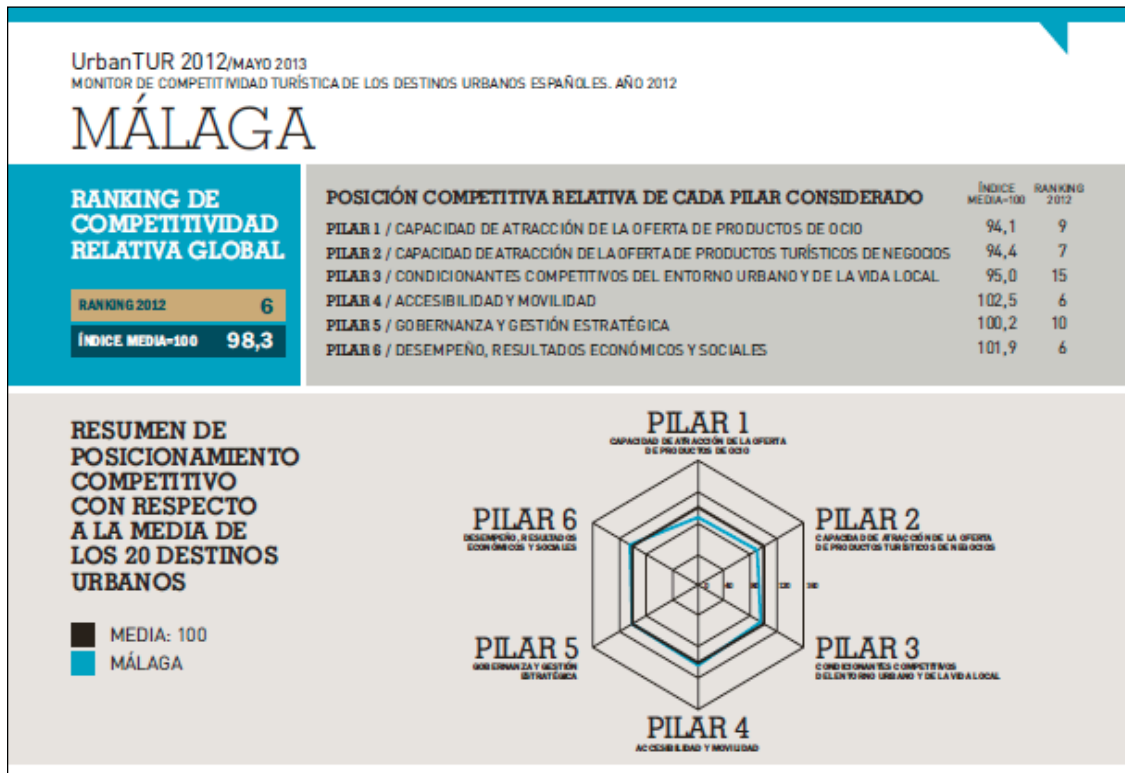 UrbanTUR 2012/MAYO 2013
MONITOR DE COMPETITIVIDAD TURÍSTICA DE LOS DESTINOS URBANOS ESPAÑOLES. AÑO 2012
MÁLAGA
RANKING DE
COMPETITIVIDAD
RELATIVA GLOBAL
RANKING 2012 6
ÍNDICE MEDIA=100 98,3
POSICIÓN COMPETITIVA RELATIVA DE CADA PILAR CONSIDERADO
ÍNDICE MEDIA=100
RANKING 2012
PILAR 1 / CAPACIDAD DE ATRACCIÓN DE LA OFERTA DE PRODUCTOS DE OCIO 94,1 9
PILAR 2 / CAPACIDAD DE ATRACCIÓN DE LA OFERTA DE PRODUCTOS TURÍSTICOS DE NEGOCIOS 94,4 7
PILAR 3 / CONDICIONANTES COMPETITIVOS DEL ENTORNO URBANO Y DE LA VIDA LOCAL 95,0 15
PILAR 4 / ACCESIBILIDAD Y MOVILIDAD 102,5 6
PILAR 5 / GOBERNANZA Y GESTIÓN ESTRATÉGICA 100,2 10
PILAR 6 / DESEMPEÑO, RESULTADOS ECONÓMICOS Y SOCIALES 101,9 6
RESUMEN DE
POSICIONAMIENTO
COMPETITIVO
CON RESPECTO
A LA MEDIA DE
LOS 20 DESTINOS
URBANOS
MEDIA: 100
MÁLAGA
PILAR 1
CAPACIDAD DE ATRACCIÓN DE LA OFERTA
DE PRODUCTOS DE OCIO
PILAR 6
DESEMPEÑO, RESULTADOS
ECONÓMICOS Y SOCIALES
PILAR 2
CAPACIDAD DE ATRACCIÓN DE LA OFERTA
DE PRODUCTOS TURÍSTICOS DE NEGOCIOS
PILAR 5
GOBERNANZA Y GESTIÓN
ESTRATÉGICA
PILAR 3
CONDICIONANTES COMPETITIVOS
DEL ENTORNO URBANO Y DE LA VIDA LOCAL
PILAR 4
ACCESIBILIDAD Y MOVILIDAD